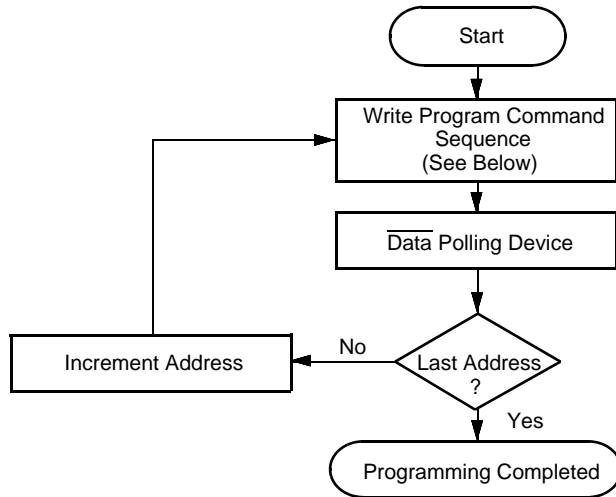 Start
Write Program Command
Sequence
(See Below)
Data Polling Device
Increment Address
No
Last Address
?
Yes
Programming Completed